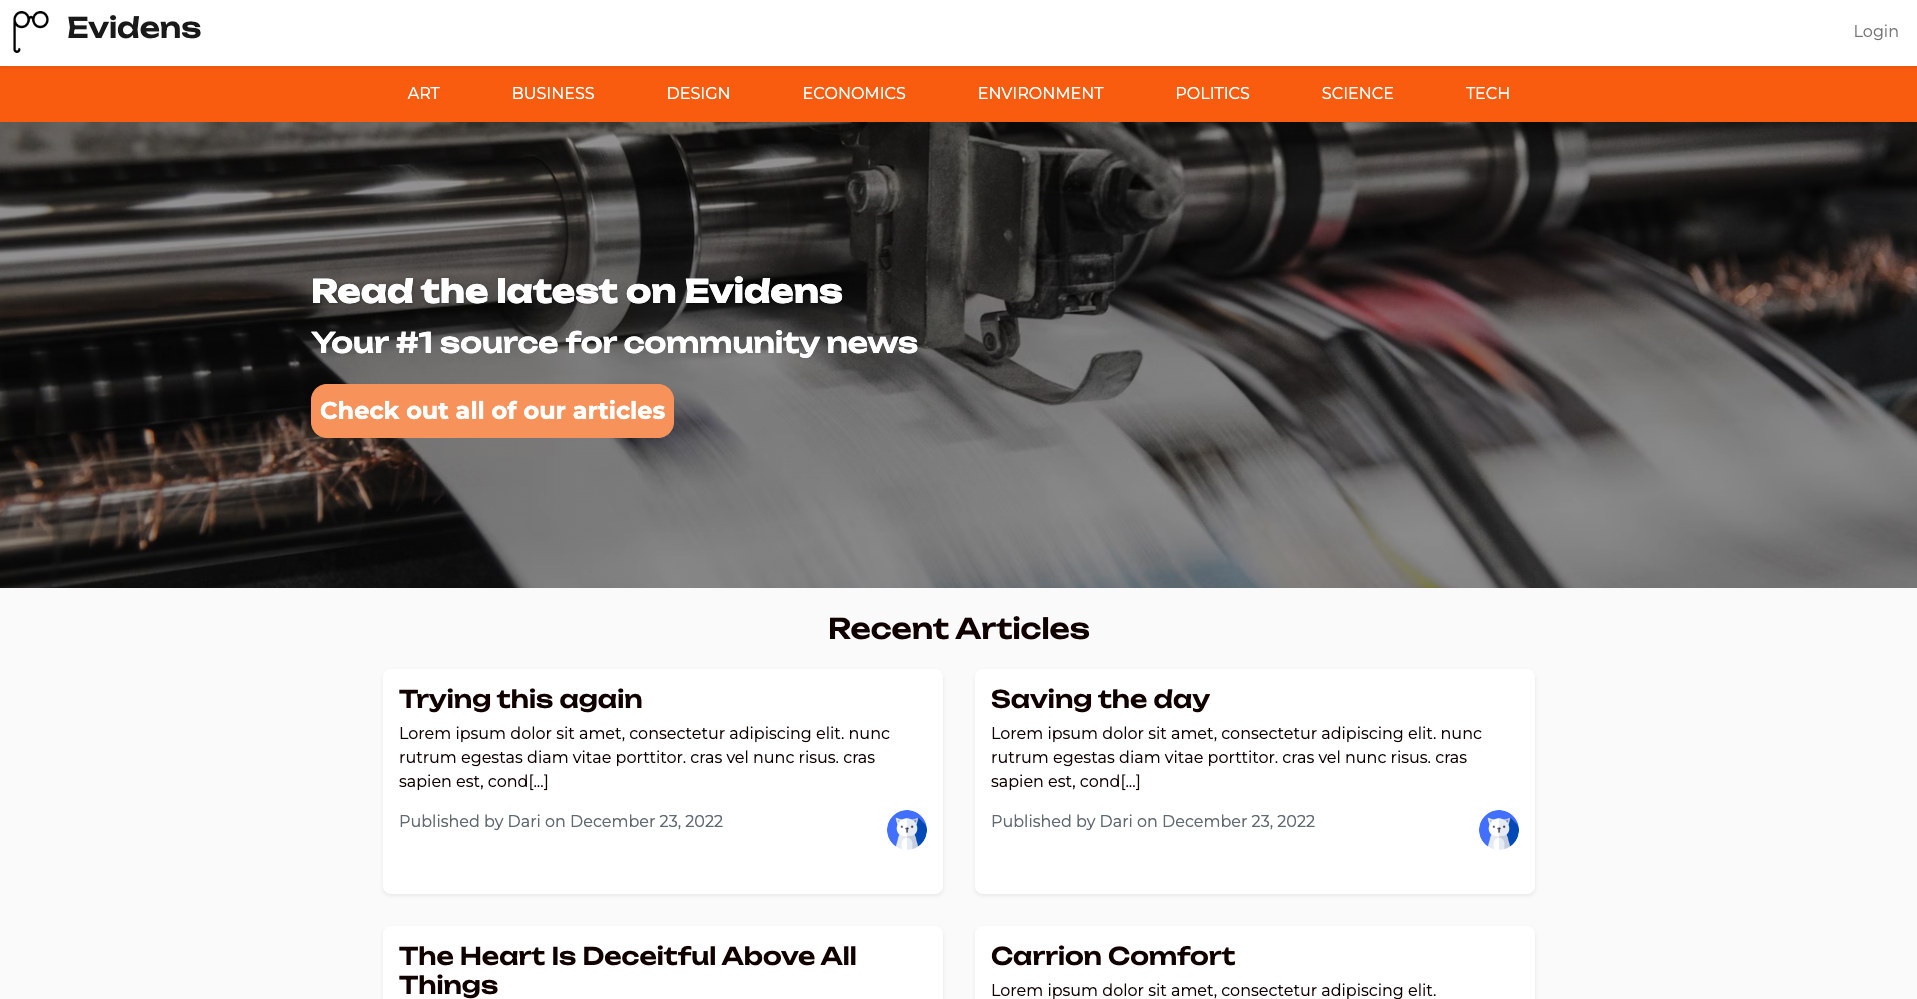 Evidens
Login
ART BUSINESS DESIGN ECONOMICS ENVIRONMENT POLITICS SCIENCE TECH
Read the latest on Evidens
Your #1 source for community news
Check out all of our articles
Recent Articles
Trying this again
Lorem ipsum dolor sit amet, consectetur adipiscing elit. nunc
rutrum egestas diam vitae porttitor. cras vel nunc risus. cras
sapien est, cond[...]
Published by Dari on December 23, 2022
Saving the day
Lorem ipsum dolor sit amet, consectetur adipiscing elit. nunc
rutrum egestas diam vitae porttitor. cras vel nunc risus. cras
sapien est, cond[...]
Published by Dari on December 23, 2022
The Heart Is Deceitful Above All
Things
Carrion Comfort
Lorem ipsum dolor sit amet, consectetur adipiscing elit.